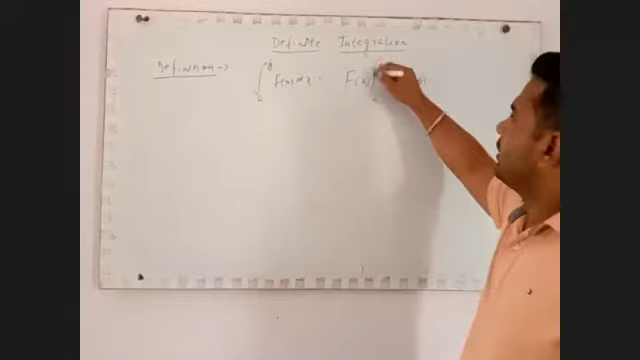 Definite Integration
Definition → ∫ f(x)dx = F(x)